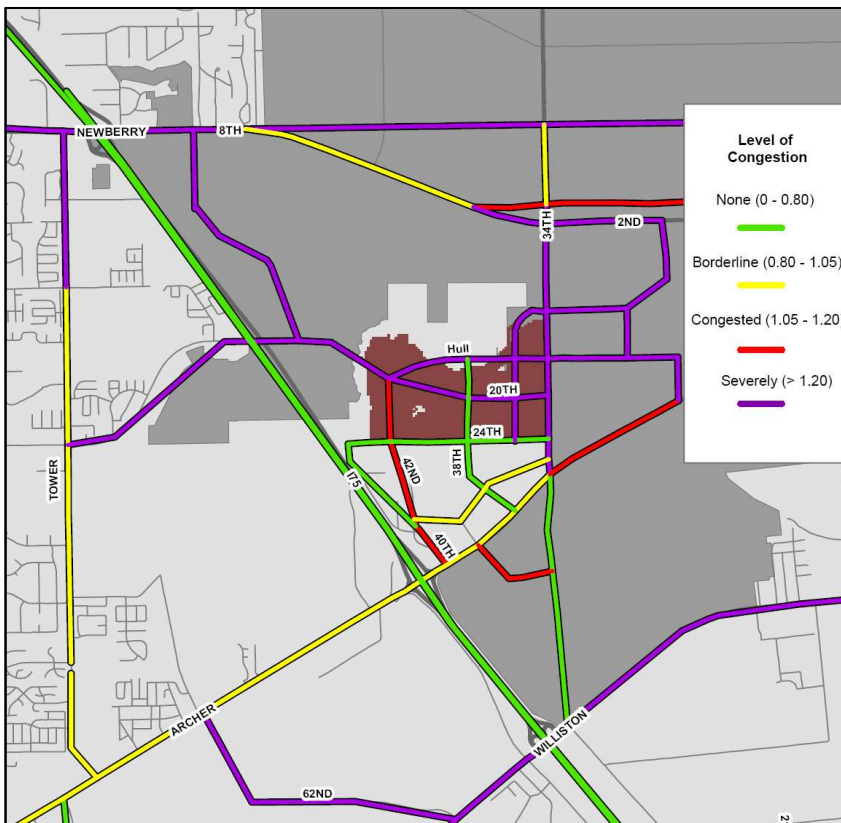 NEWBERRY
8TH
34TH
2ND
Hull
20TH
24TH
38TH
42ND
I75
TOWER
40TH
ARCHER
WILLISTON
62ND
Level of
Congestion
None (0 - 0.80)
Borderline (0.80 - 1.05)
Congested (1.05 - 1.20)
Severely (> 1.20)